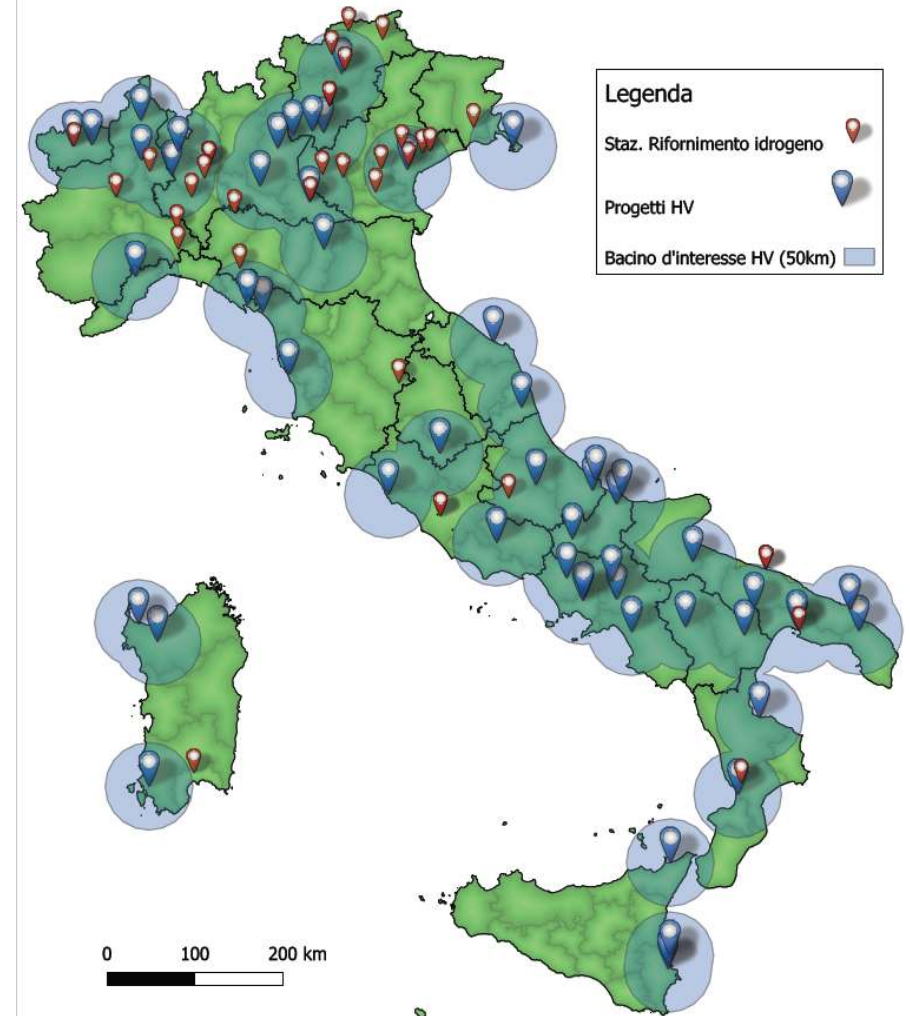 Legenda
Staz. Rifornimento idrogeno
Progetti HV
Bacino d'interesse HV (50km)
0 100 200 km